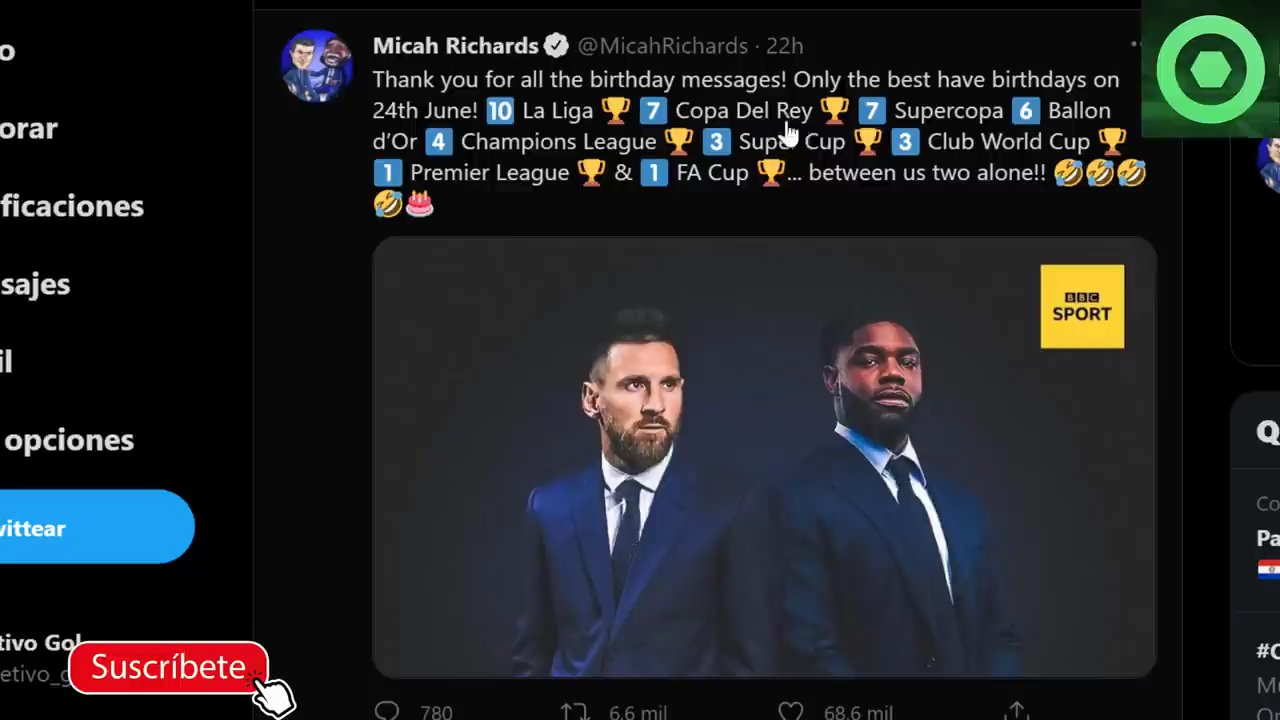 o
orar
ficaciones
sajes
il
opciones
vittear
tivo Gol
etivo_g
Suscríbete
Micah Richards @MicahRichards · 22h
Thank you for all the birthday messages! Only the best have birthdays on
24th June! 10 La Liga 🏆 7 Copa Del Rey 🏆 7 Supercopa 6 Ballon
d’Or 4 Champions League 🏆 3 Super Cup 🏆 3 Club World Cup 🏆
1 Premier League 🏆 & 1 FA Cup 🏆... between us two alone!! 🤣🤣🤣
🤣🎂
BBC
SPORT
780 6,6 mil 68,6 mil
Q
Co
Pa
#C
Mu